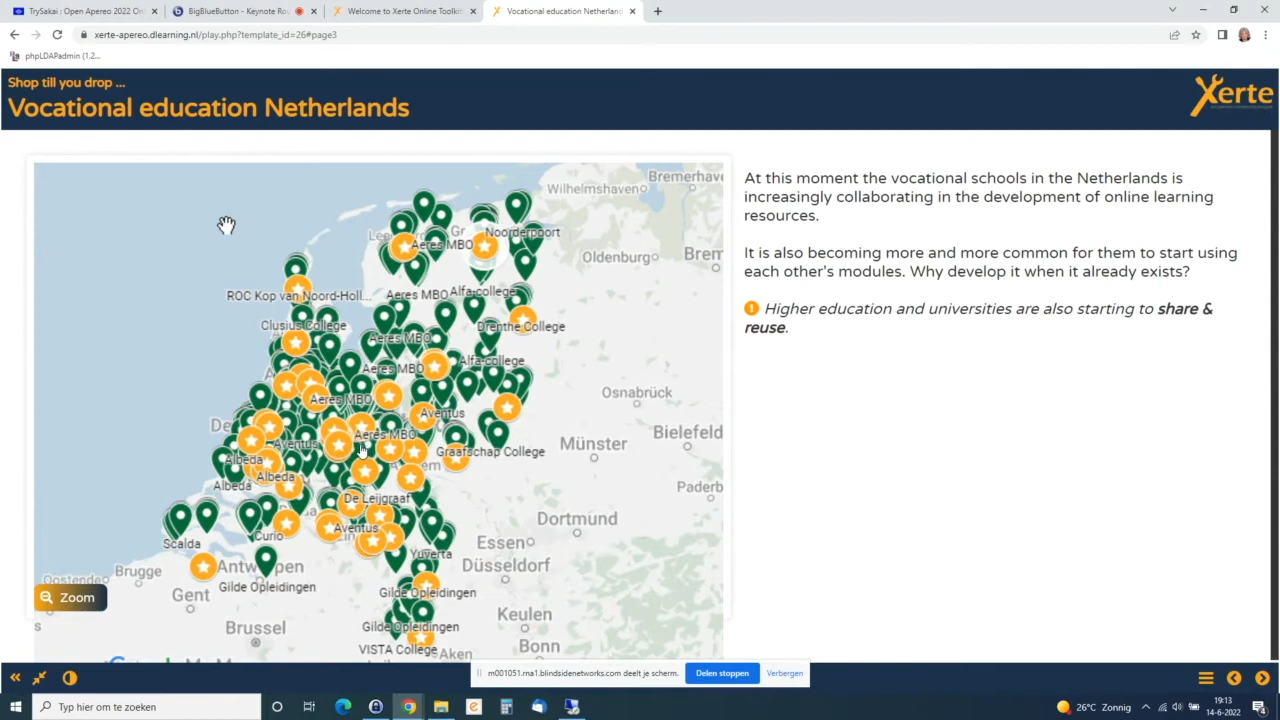 TrySakai : Open Apereo 2022 On
BigBlueButton - Keynote Ro
Welcome to Xerte Online Toolkit
Vocational education Netherlan
xerte-apereo.dlearning.nl/play.php?template_id=26#page3
phpLDAPadmin (1.2...
Shop till you drop ...
Vocational education Netherlands
Xerte
At this moment the vocational schools in the Netherlands is
increasingly collaborating in the development of online learning
resources.
It is also becoming more and more common for them to start using
each other's modules. Why develop it when it already exists?
Higher education and universities are also starting to share &
reuse.
Wilhelmshaven
Bremerhave
Noorderpoort
Aeres MBO
Oldenburg
Brem
ROC Kop van Noord-Holl...
Aeres MBO
Alfa-college
Clusius College
Drenthe College
Aeres MBO
Aeres MBO
Alfa-college
Osnabrück
Aeres MBO
Aventus
Aeres MBO
Aventus
Graafschap College
Münster
Bielefeld
Albeda
Albeda
Albeda
De Leijgraaf
Paderb
Curio
Aventus
Dortmund
Scalda
Yuverta
Essen
Brugge
Antwerpen
Düsseldorf
Oostende
Gilde Opleidingen
Gilde Opleidingen
Zoom
Gent
Keulen
Brussel
Gilde Opleidingen
VISTA College
Aken
Bonn
m001051.rna1.blindsidenetworks.com deelt je scherm.
Delen stoppen
Verbergen
Typ hier om te zoeken
26°C Zonnig
19:13
14-6-2022
4